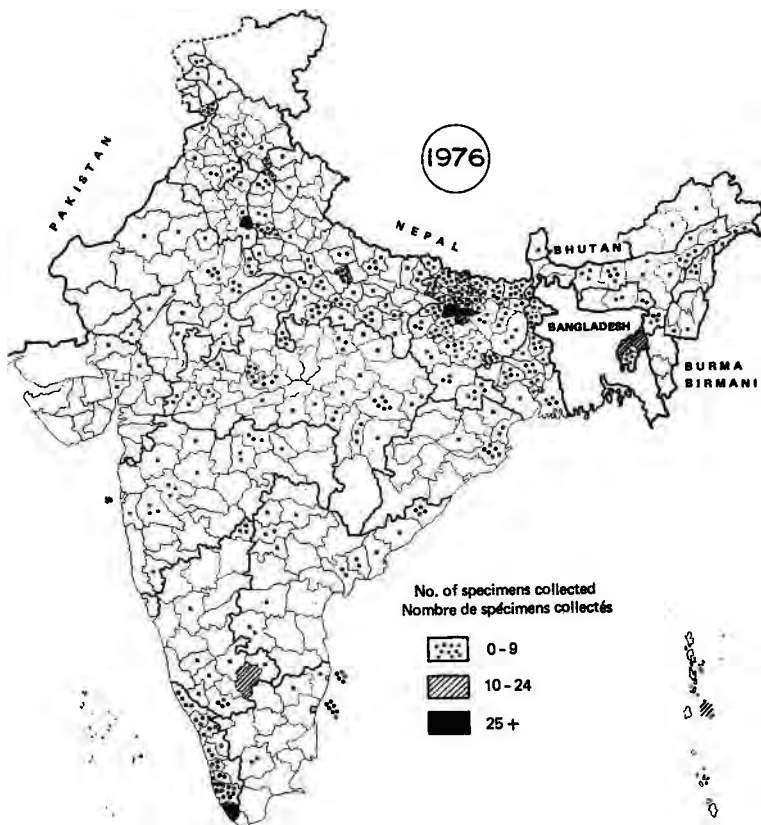 1976
PAKISTAN
NEPAL
BHUTAN
BANGLADESH
BURMA
BIRMANI
No. of specimens collected
Nombre de spécimens collectés
0-9
10-24
25+